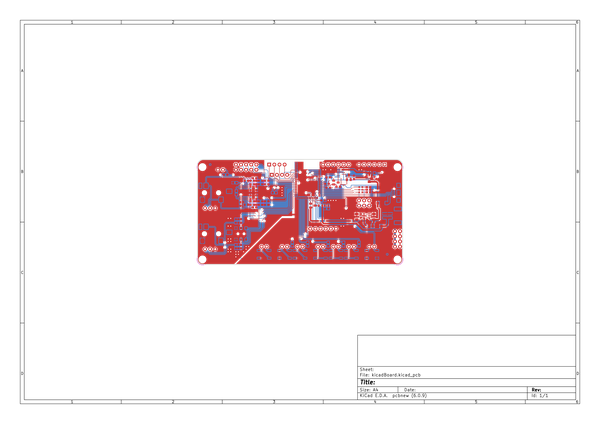 1 2 3 4 5 6
A A
B B
C C
D D
Sheet:
File: kicadBoard.kicad_pcb
Title:
Size: A4 Date: Rev:
KiCad E.D.A. pcbnew (6.0.9) Id: 1/1
1 2 3 4 5 6